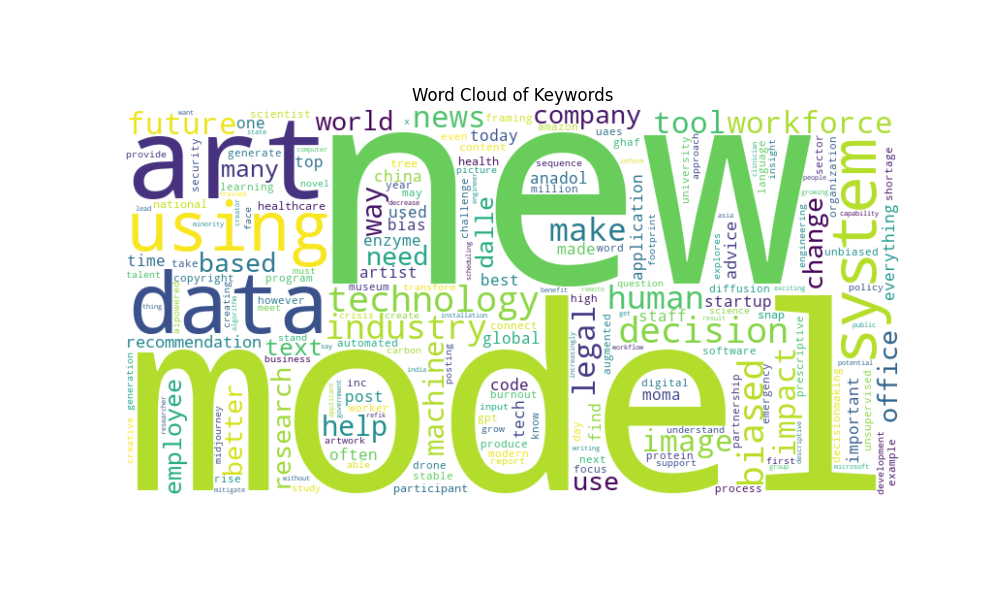 Word Cloud of Keywords
future one scientist want world news framing company tool workforce
art new
state x even today amazon uaes ghaf
provide security generate top many computer tree china health content picture sequence anadol million inform university approach clinician language insight sector organization shortage
learning novel year may decrease challenge engineer
lead national minority creator face healthcare way used bias enzyme need artist scheduling dalle make made word application footprint asia explores advice people growing capability engineering change unbiased everything system
using
time take based talent copyright program must museum transform best question diffusion exciting policy
data
thing aipowered creating algorithm however meet technology crisis create installation benefit remote high human get science startup snap result
industry connect global staff decision public
recommendation stand text say automated carbon business machine posting india increasingly augmented legal workflow software prescriptive potential office
model
generation creative researcher employee midjourney better research applicant government inc post worker refik help artwork often able code burnout input gpt tech grow know produce modern report digital moma image understand protein support partnership biased emergency impact first group descriptive decisionmaking important unsupervised microsoft development example
rise mitigate without study drone stable participant day writing find focus use process